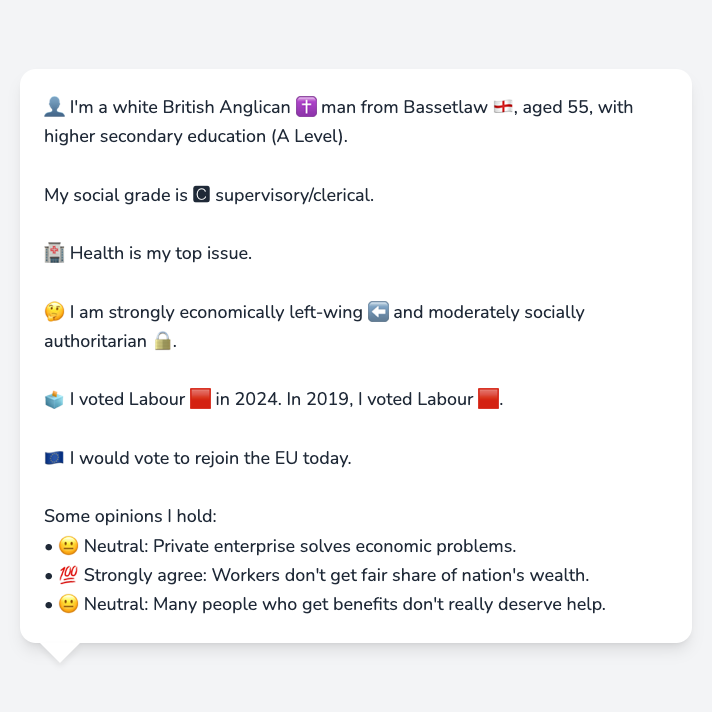 👤 I'm a white British Anglican ✝️ man from Bassetlaw 🏴󠁧󠁢󠁥󠁮󠁧󠁿, aged 55, with
higher secondary education (A Level).
My social grade is 🅲 supervisory/clerical.
🏥 Health is my top issue.
🤔 I am strongly economically left-wing ⬅️ and moderately socially
authoritarian 🔒.
🗳️ I voted Labour 🟥 in 2024. In 2019, I voted Labour 🟥.
🇪🇺 I would vote to rejoin the EU today.
Some opinions I hold:
• 😐 Neutral: Private enterprise solves economic problems.
• 💯 Strongly agree: Workers don't get fair share of nation's wealth.
• 😐 Neutral: Many people who get benefits don't really deserve help.